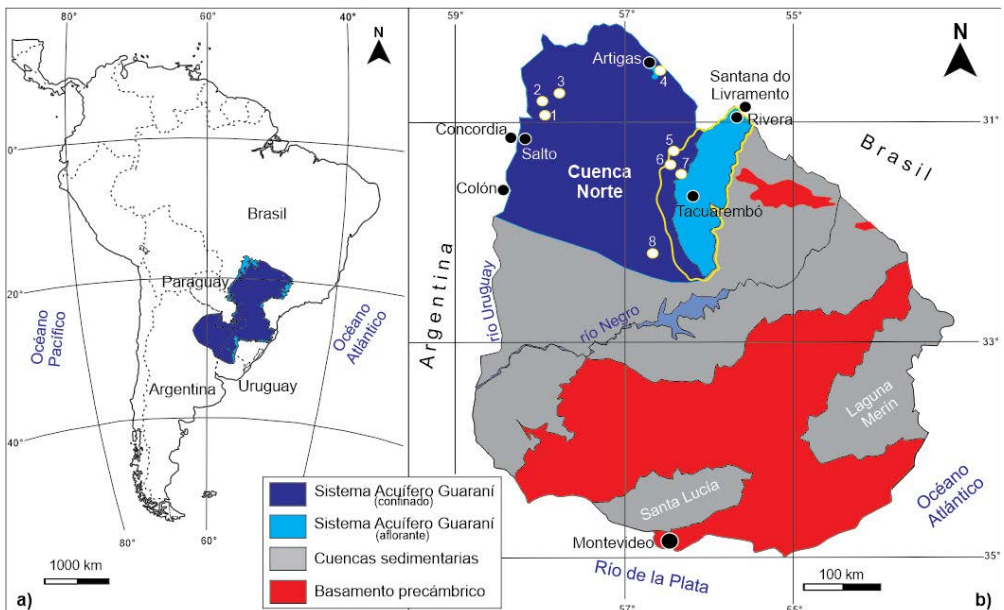 80°
60°
40°
N
0°
Brasil
Paraguay
20°
Océano
Pacífico
Océano
Atlántico
Argentina
Uruguay
40°
80°
60°
1000 km
a)
59°
57°
55°
N
Artigas
4
Santana do
Livramento
Rivera
2
3
1
31°
Concordia
Salto
5
6
7
Brasil
Cuenca
Norte
Colón
Tacuarembó
8
Argentina
río Uruguay
río Negro
33°
Laguna
Merín
Santa Lucía
Océano
Atlántico
Montevideo
35°
Río de la Plata
100 km
57°
55°
b)
Sistema Acuífero Guaraní
(confinado)
Sistema Acuífero Guaraní
(aflorante)
Cuencas sedimentarias
Basamento precámbrico